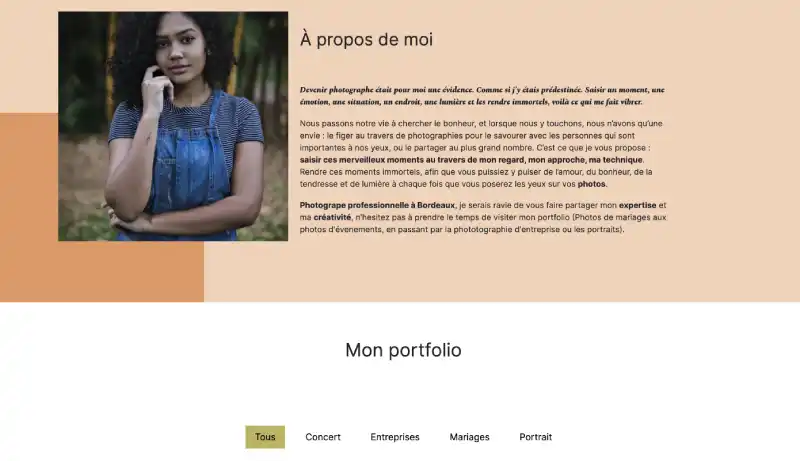 À propos de moi
Devenir photographe était pour moi une évidence. Comme si j'y étais prédestinée. Saisir un moment, une
émotion, une situation, un endroit, une lumière et les rendre immortels, voilà ce qui me fait vibrer.
Nous passons notre vie à chercher le bonheur, et lorsque nous y touchons, nous n'avons qu'une
envie : le figer au travers de photographies pour le savourer avec les personnes qui sont
importantes à nos yeux, ou le partager au plus grand nombre. C'est ce que je vous propose :
saisir ces merveilleux moments au travers de mon regard, mon approche, ma technique.
Rendre ces moments immortels, afin que vous puissiez y puiser de l'amour, du bonheur, de la
tendresse et de lumière à chaque fois que vous poserez les yeux sur vos photos.
Photogrape professionnelle à Bordeaux, je serais ravie de vous faire partager mon expertise et
ma créativité, n'hesitez pas à prendre le temps de visiter mon portfolio (Photos de mariages aux
photos d'évenements, en passant par la phototographie d'entreprise ou les portraits).
Mon portfolio
Tous Concert Entreprises Mariages Portrait